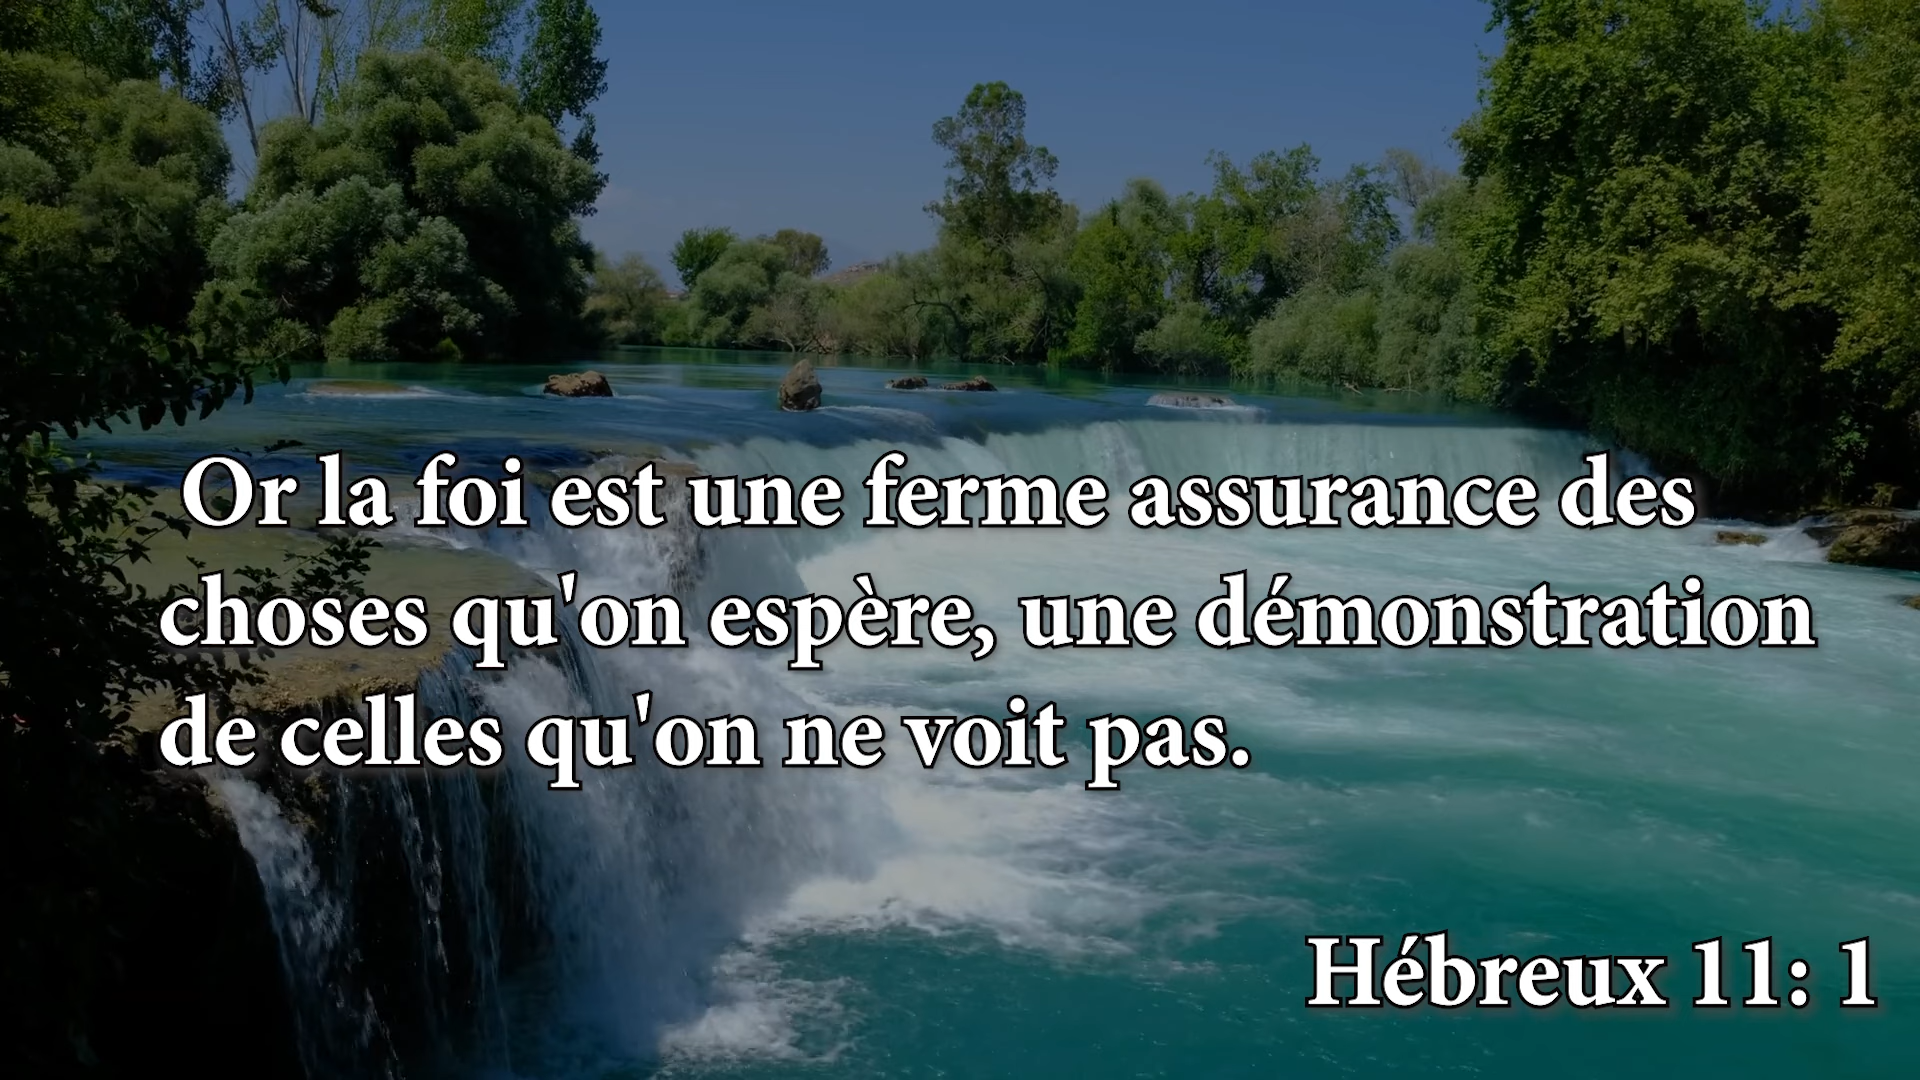 Or la foi est une ferme assurance des
choses qu'on espère, une démonstration
de celles qu'on ne voit pas.
Hébreux 11: 1